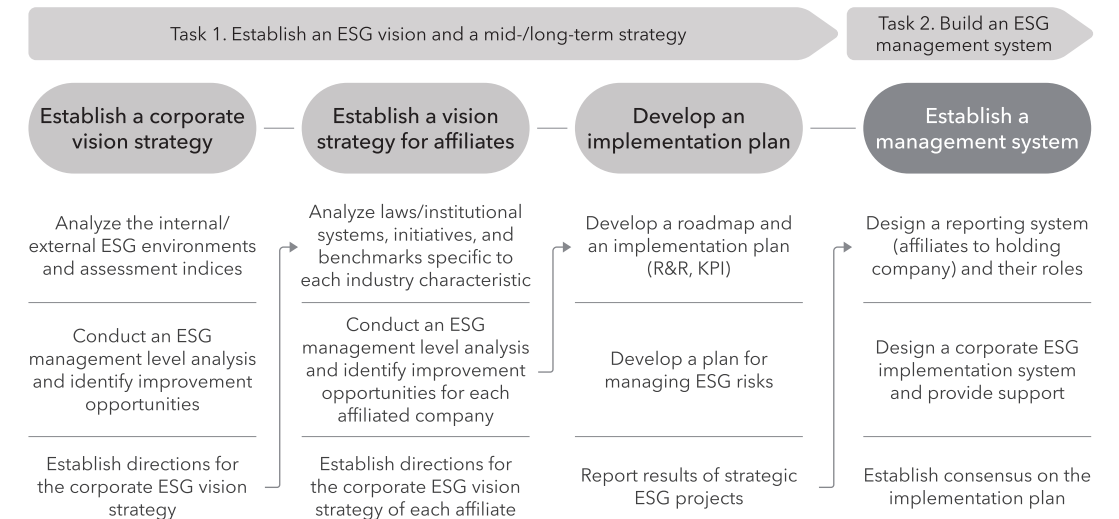 Task 1. Establish an ESG vision and a mid-/long-term strategy
Task 2. Build an ESG
management system
Establish a corporate
vision strategy
Establish a vision
strategy for affiliates
Develop an
implementation plan
Establish a
management system
Analyze the internal/
external ESG environments
and assessment indices
Conduct an ESG
management level analysis
and identify improvement
opportunities
Establish directions for
the corporate ESG vision
strategy
Analyze laws/institutional
systems, initiatives, and
benchmarks specific to
each industry characteristic
Conduct an ESG
management level analysis
and identify improvement
opportunities for each
affiliated company
Establish directions for
the corporate ESG vision
strategy of each affiliate
Develop a roadmap and
an implementation plan
(R&R, KPI)
Develop a plan for
managing ESG risks
Report results of strategic
ESG projects
Design a reporting system
(affiliates to holding
company) and their roles
Design a corporate ESG
implementation system
and provide support
Establish consensus on the
implementation plan